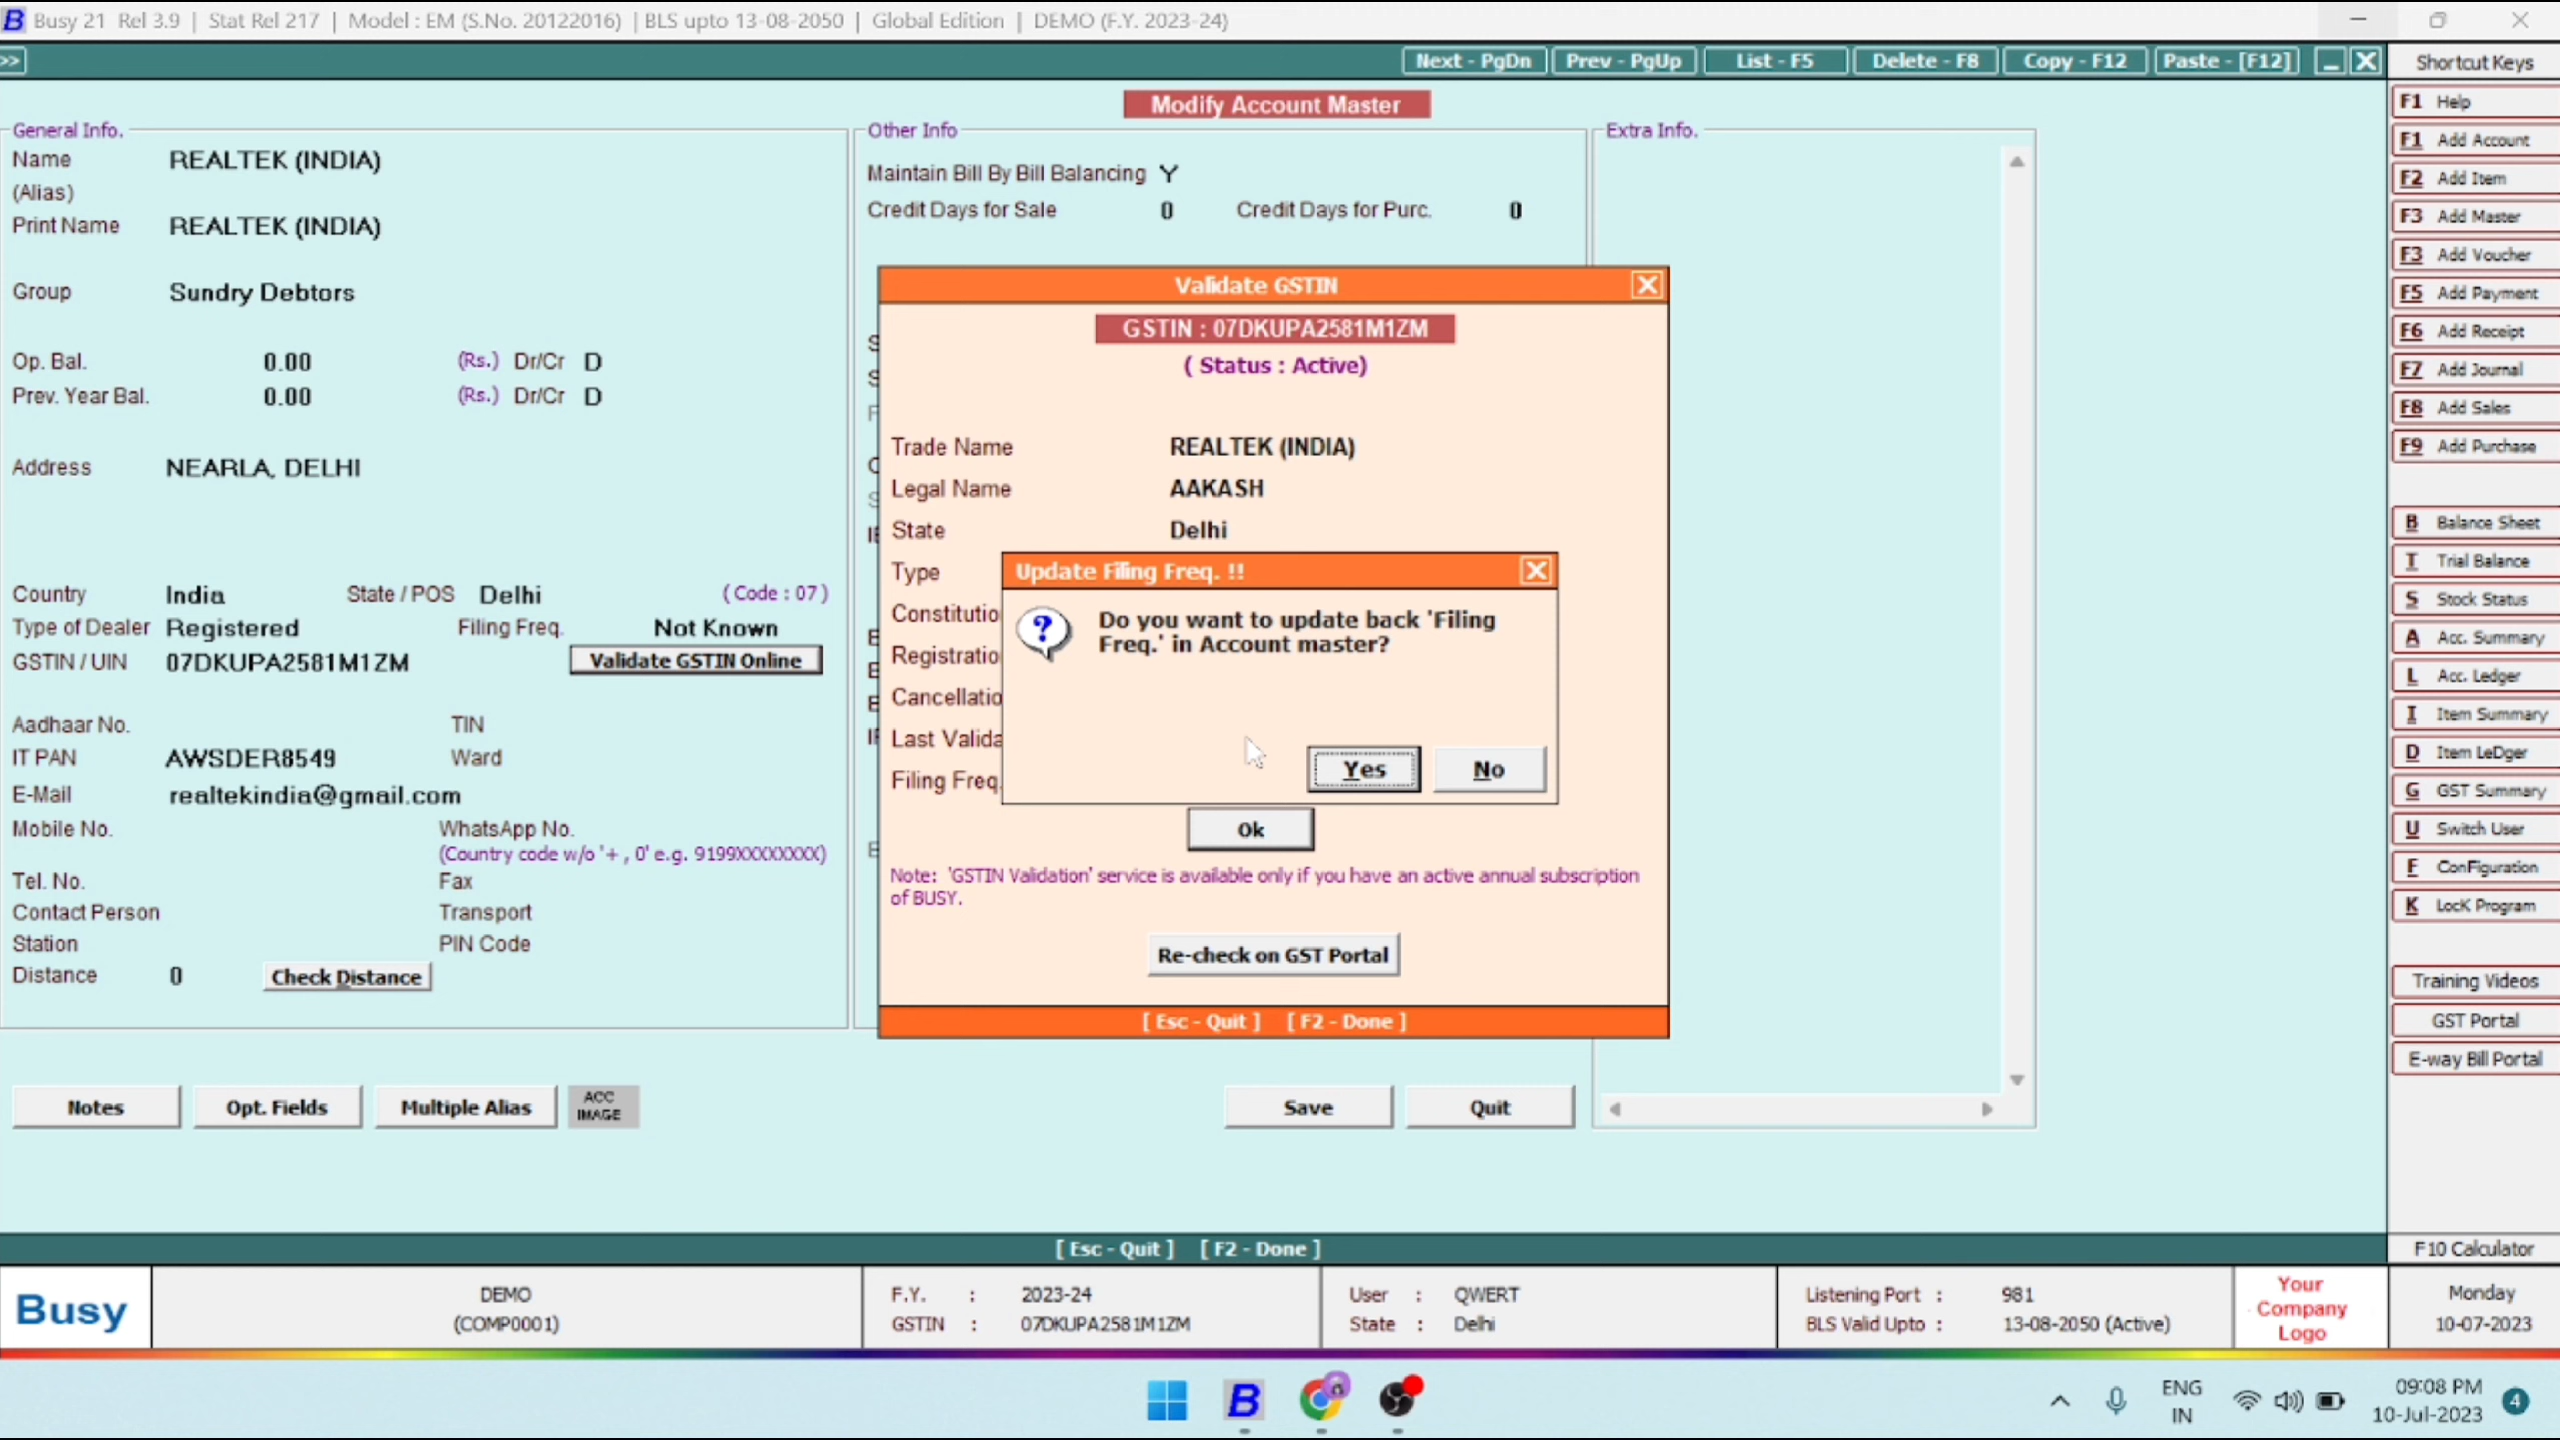 Busy 21 Rel 3.9 | Stat Rel 217 | Model : EM (S.No. 20122016) | BLS upto 13-08-2050 | Global Edition | DEMO (F.Y. 2023-24)
>> Next - PgDn Prev - PgUp List - F5 Delete - F8 Copy - F12 Paste - [F12]
Modify Account Master
General Info.
Name REALTEK (INDIA)
(Alias)
Print Name REALTEK (INDIA)
Group Sundry Debtors
Op. Bal. 0.00 (Rs.) Dr/Cr D
Prev. Year Bal. 0.00 (Rs.) Dr/Cr D
Address NEARLA, DELHI
Country India State / POS Delhi ( Code : 07 )
Type of Dealer Registered Filing Freq. Not Known
GSTIN / UIN 07DKUPA2581M1ZM Validate GSTIN Online
Aadhaar No. TIN
IT PAN AWSDER8549 Ward
E-Mail realtekindia@gmail.com
Mobile No. WhatsApp No.
(Country code w/o '+ , 0' e.g. 9199XXXXXXXX)
Tel. No. Fax
Contact Person Transport
Station PIN Code
Distance 0 Check Distance
Notes Opt. Fields Multiple Alias ACC IMAGE
Other Info
Maintain Bill By Bill Balancing Y
Credit Days for Sale 0 Credit Days for Purc. 0
Extra Info.
Validate GSTIN
GSTIN : 07DKUPA2581M1ZM
( Status : Active)
Trade Name REALTEK (INDIA)
Legal Name AAKASH
State Delhi
Type
Constitutio
Registratio
Cancellatio
Last Valida
Filing Freq.
Update Filing Freq. !!
Do you want to update back 'Filing
Freq.' in Account master?
Yes No
Ok
Note: 'GSTIN Validation' service is available only if you have an active annual subscription
of BUSY.
Re-check on GST Portal
[ Esc - Quit ] [ F2 - Done ]
Save Quit
[ Esc - Quit ] [ F2 - Done ]
Shortcut Keys
F1 Help
F1 Add Account
F2 Add Item
F3 Add Master
F3 Add Voucher
F5 Add Payment
F6 Add Receipt
F7 Add Journal
F8 Add Sales
F9 Add Purchase
B Balance Sheet
T Trial Balance
S Stock Status
A Acc. Summary
L Acc. Ledger
I Item Summary
D Item LeDger
G GST Summary
U Switch User
F ConFiguration
K LocK Program
Training Videos
GST Portal
E-way Bill Portal
F10 Calculator
Busy
DEMO
(COMP0001)
F.Y. : 2023-24
GSTIN : 07DKUPA2581M1ZM
User : QWERT
State : Delhi
Listening Port : 981
BLS Valid Upto : 13-08-2050 (Active)
Your
Company
Logo
Monday
10-07-2023
B
ENG
IN
09:08 PM
10-Jul-2023
4